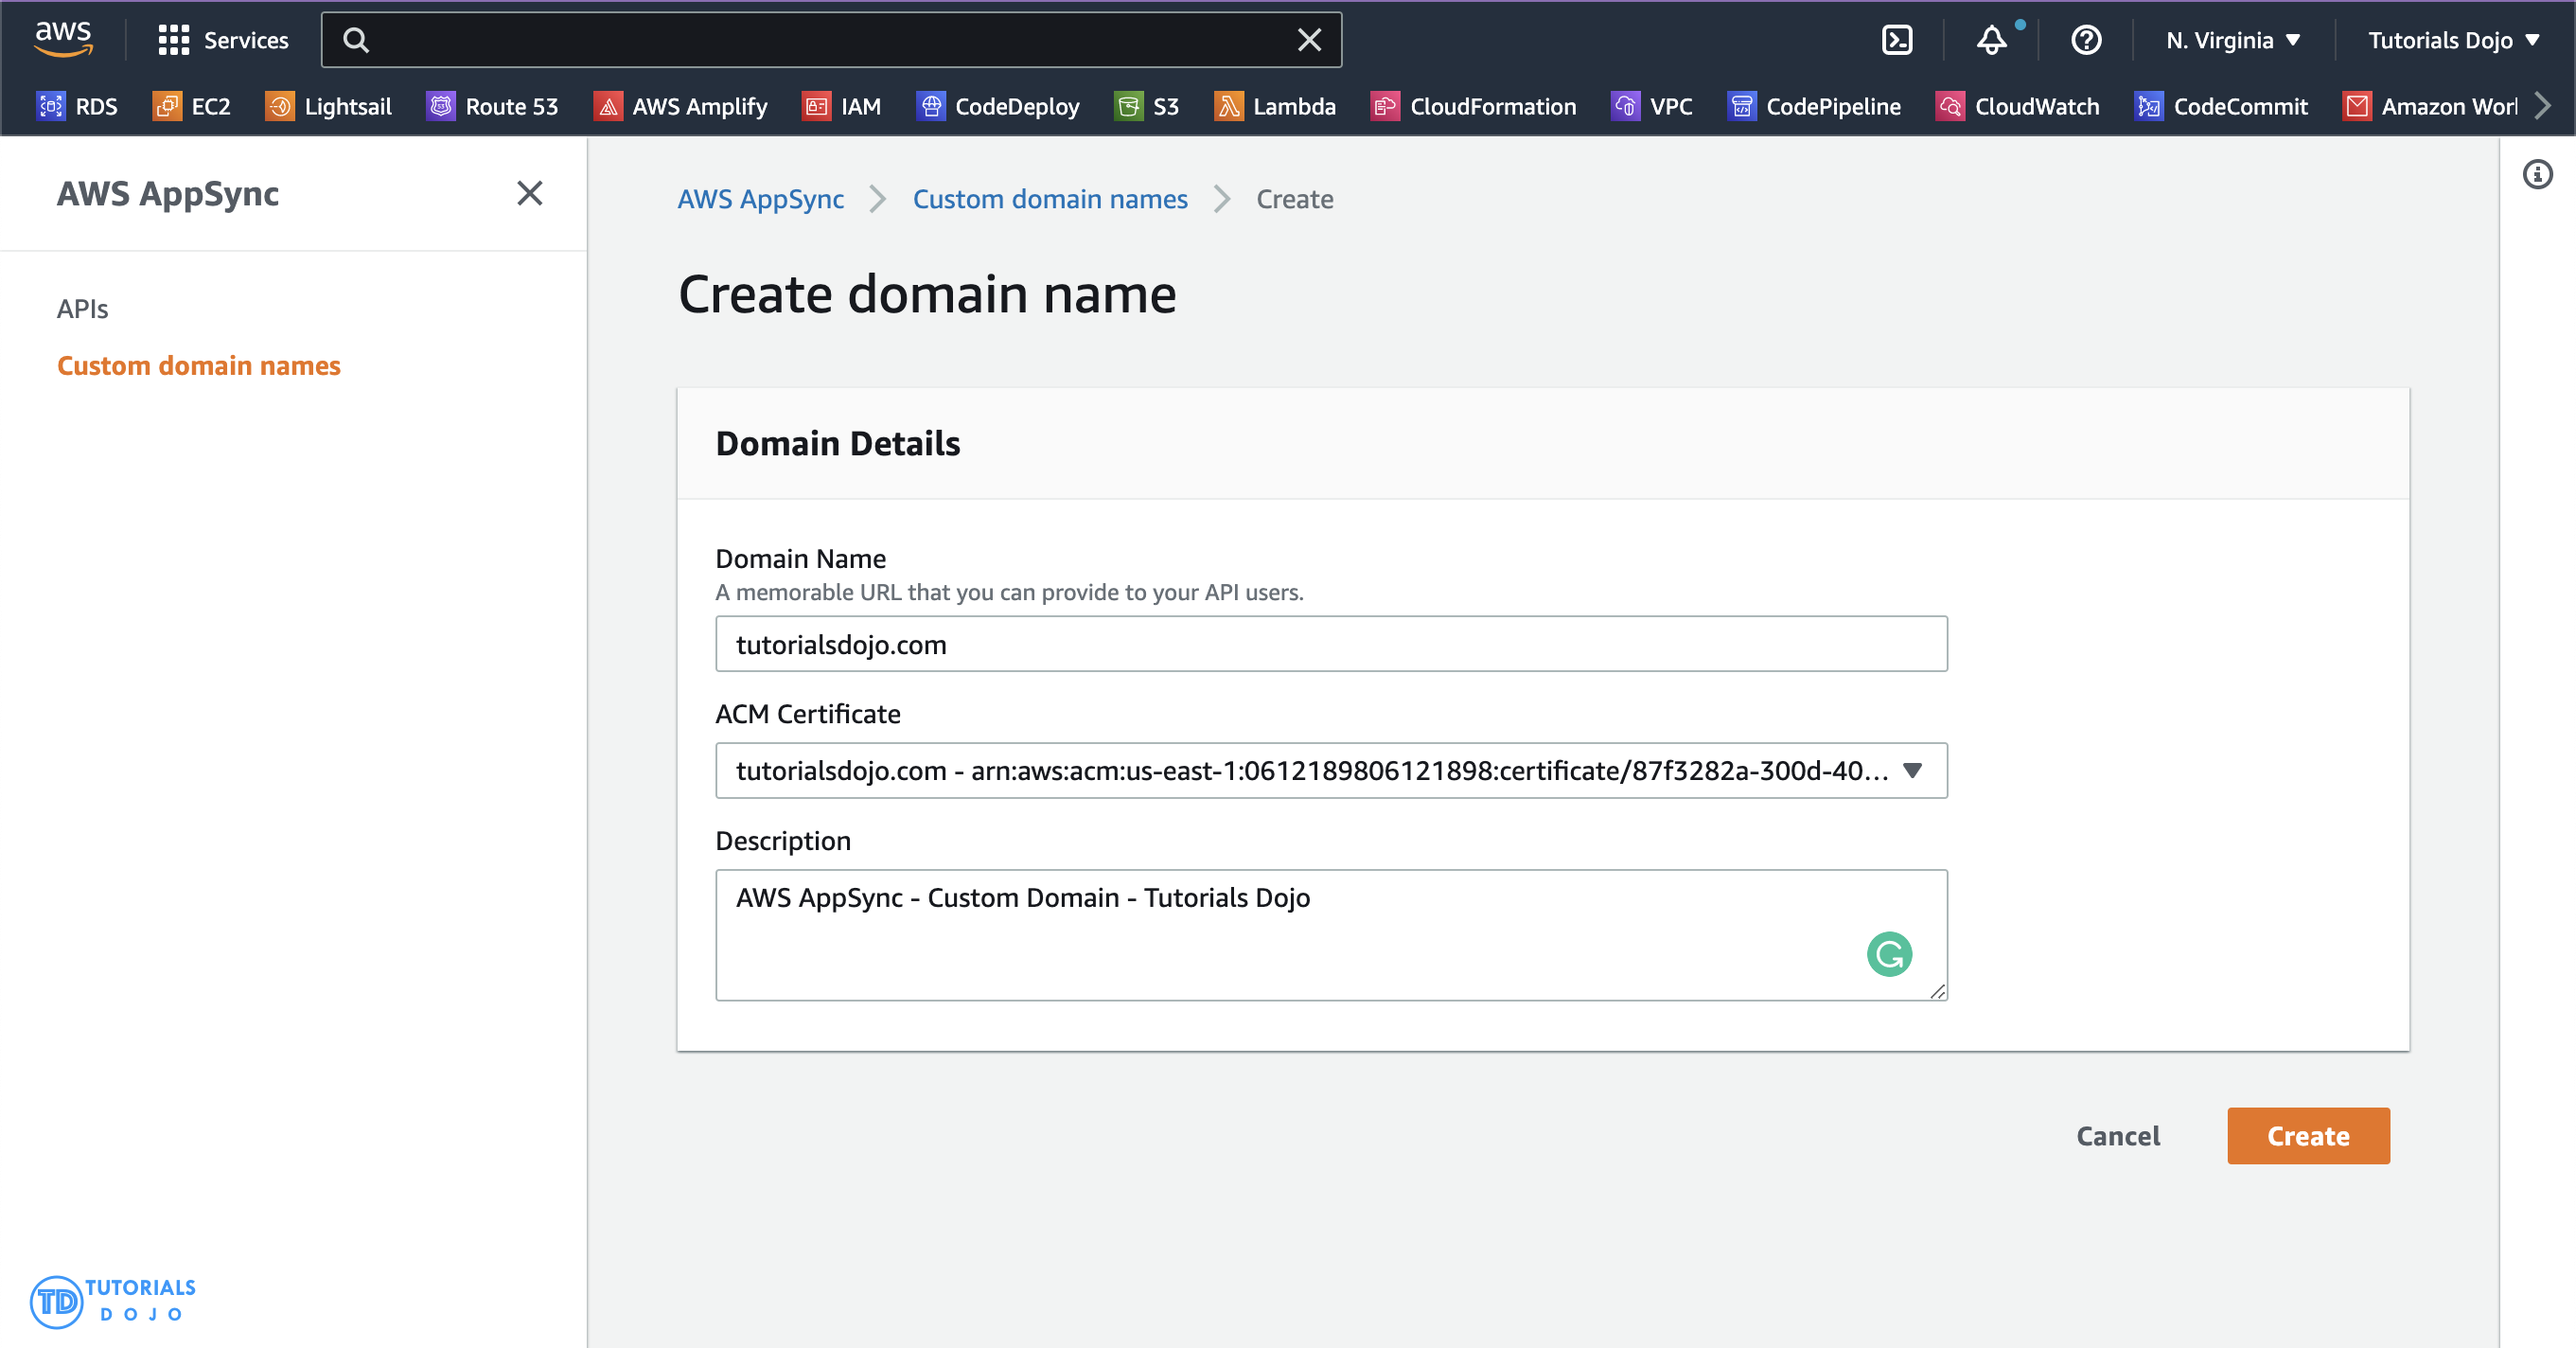 aws
Services
N. Virginia
Tutorials Dojo
RDS
EC2
Lightsail
Route 53
AWS Amplify
IAM
CodeDeploy
S3
Lambda
CloudFormation
VPC
CodePipeline
CloudWatch
CodeCommit
Amazon Worl
AWS AppSync
APIs
Custom domain names
AWS AppSync
Custom domain names
Create
Create domain name
Domain Details
Domain Name
A memorable URL that you can provide to your API users.
tutorialsdojo.com
ACM Certificate
tutorialsdojo.com - arn:aws:acm:us-east-1:0612189806121898:certificate/87f3282a-300d-40...
Description
AWS AppSync - Custom Domain - Tutorials Dojo
Cancel
Create
TD TUTORIALS
DOJO